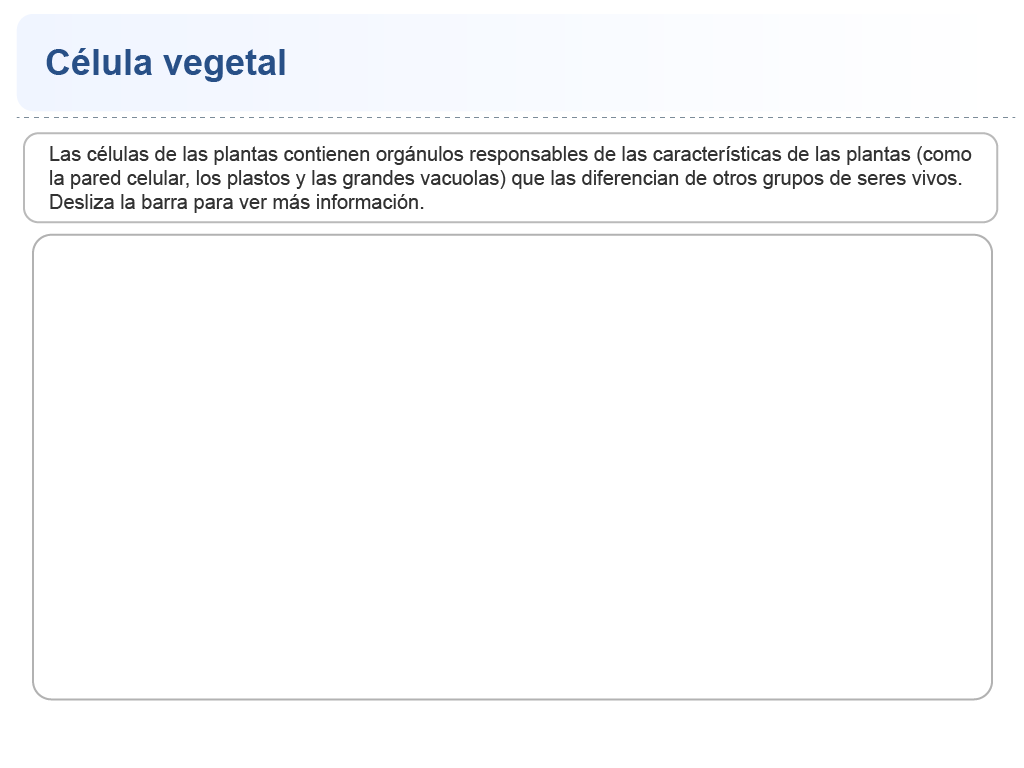 Célula vegetal
Las células de las plantas contienen orgánulos responsables de las características de las plantas (como
la pared celular, los plastos y las grandes vacuolas) que las diferencian de otros grupos de seres vivos.
Desliza la barra para ver más información.